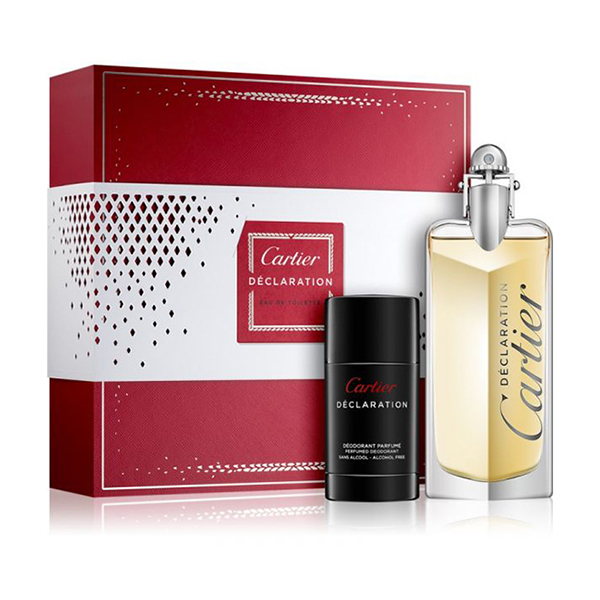 Cartier
DÉCLARATION
EAU DE TOILETTE
Cartier
DÉCLARATION
DÉODORANT PARFUMÉ
PERFUMED DEODORANT
SANS ALCOOL - ALCOHOL FREE
DÉCLARATION
Cartier